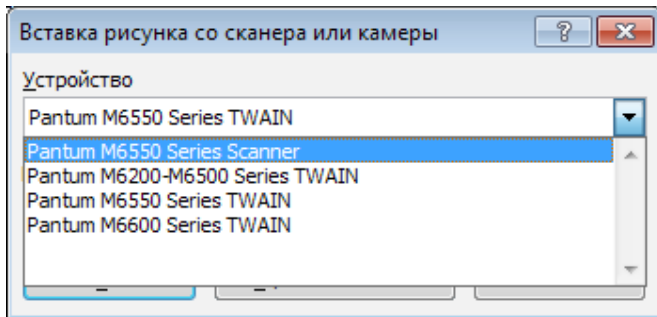 Вставка рисунка со сканера или камеры
Устройство
Pantum M6550 Series TWAIN
Pantum M6550 Series Scanner
Pantum M6200-M6500 Series TWAIN
Pantum M6550 Series TWAIN
Pantum M6600 Series TWAIN